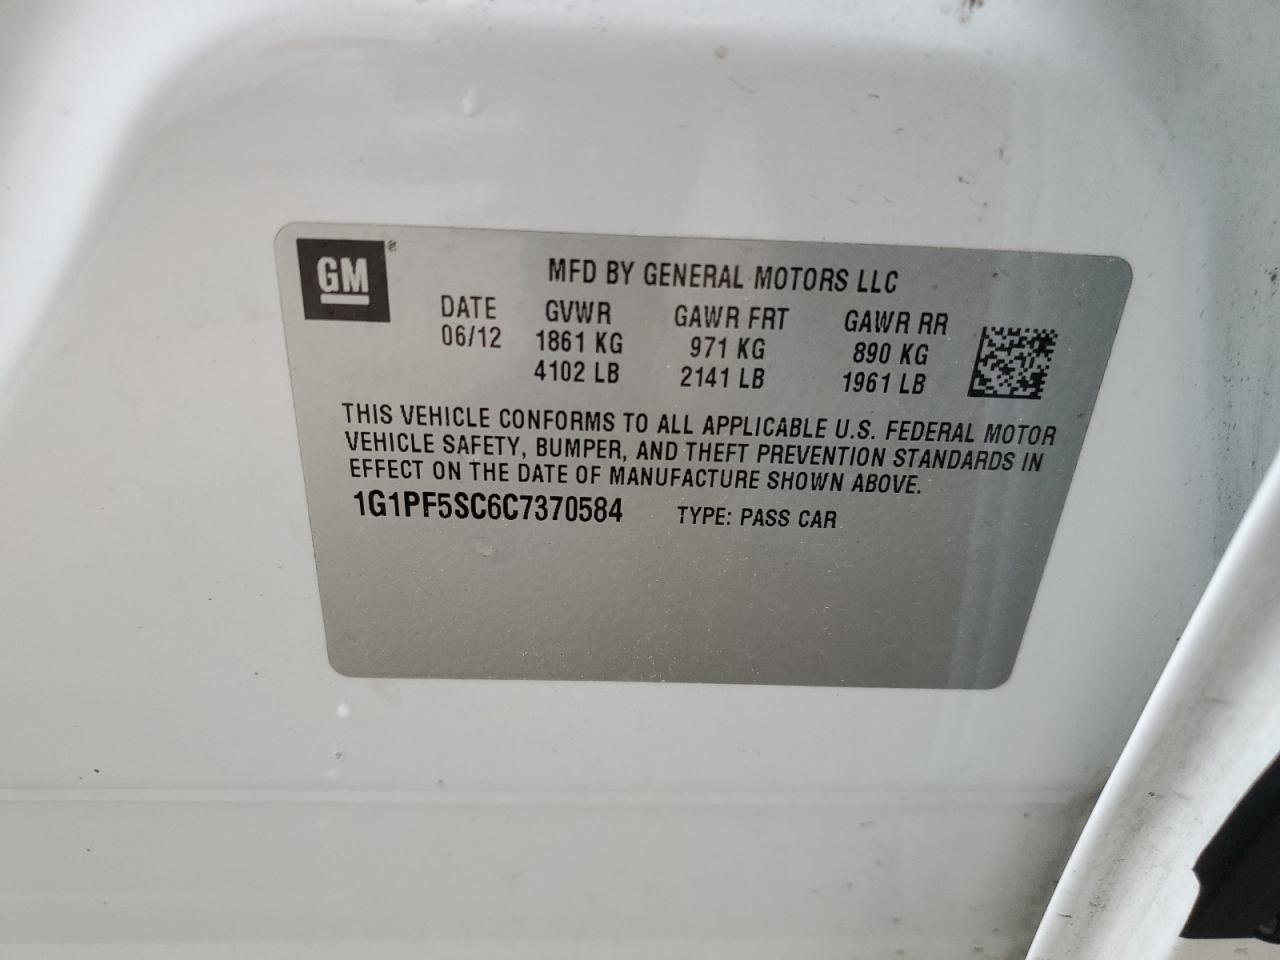 GM®
MFD BY GENERAL MOTORS LLC
DATE GVWR GAWR FRT GAWR RR
06/12 1861 KG 971 KG 890 KG
4102 LB 2141 LB 1961 LB
THIS VEHICLE CONFORMS TO ALL APPLICABLE U.S. FEDERAL MOTOR
VEHICLE SAFETY, BUMPER, AND THEFT PREVENTION STANDARDS IN
EFFECT ON THE DATE OF MANUFACTURE SHOWN ABOVE.
1G1PF5SC6C7370584 TYPE: PASS CAR